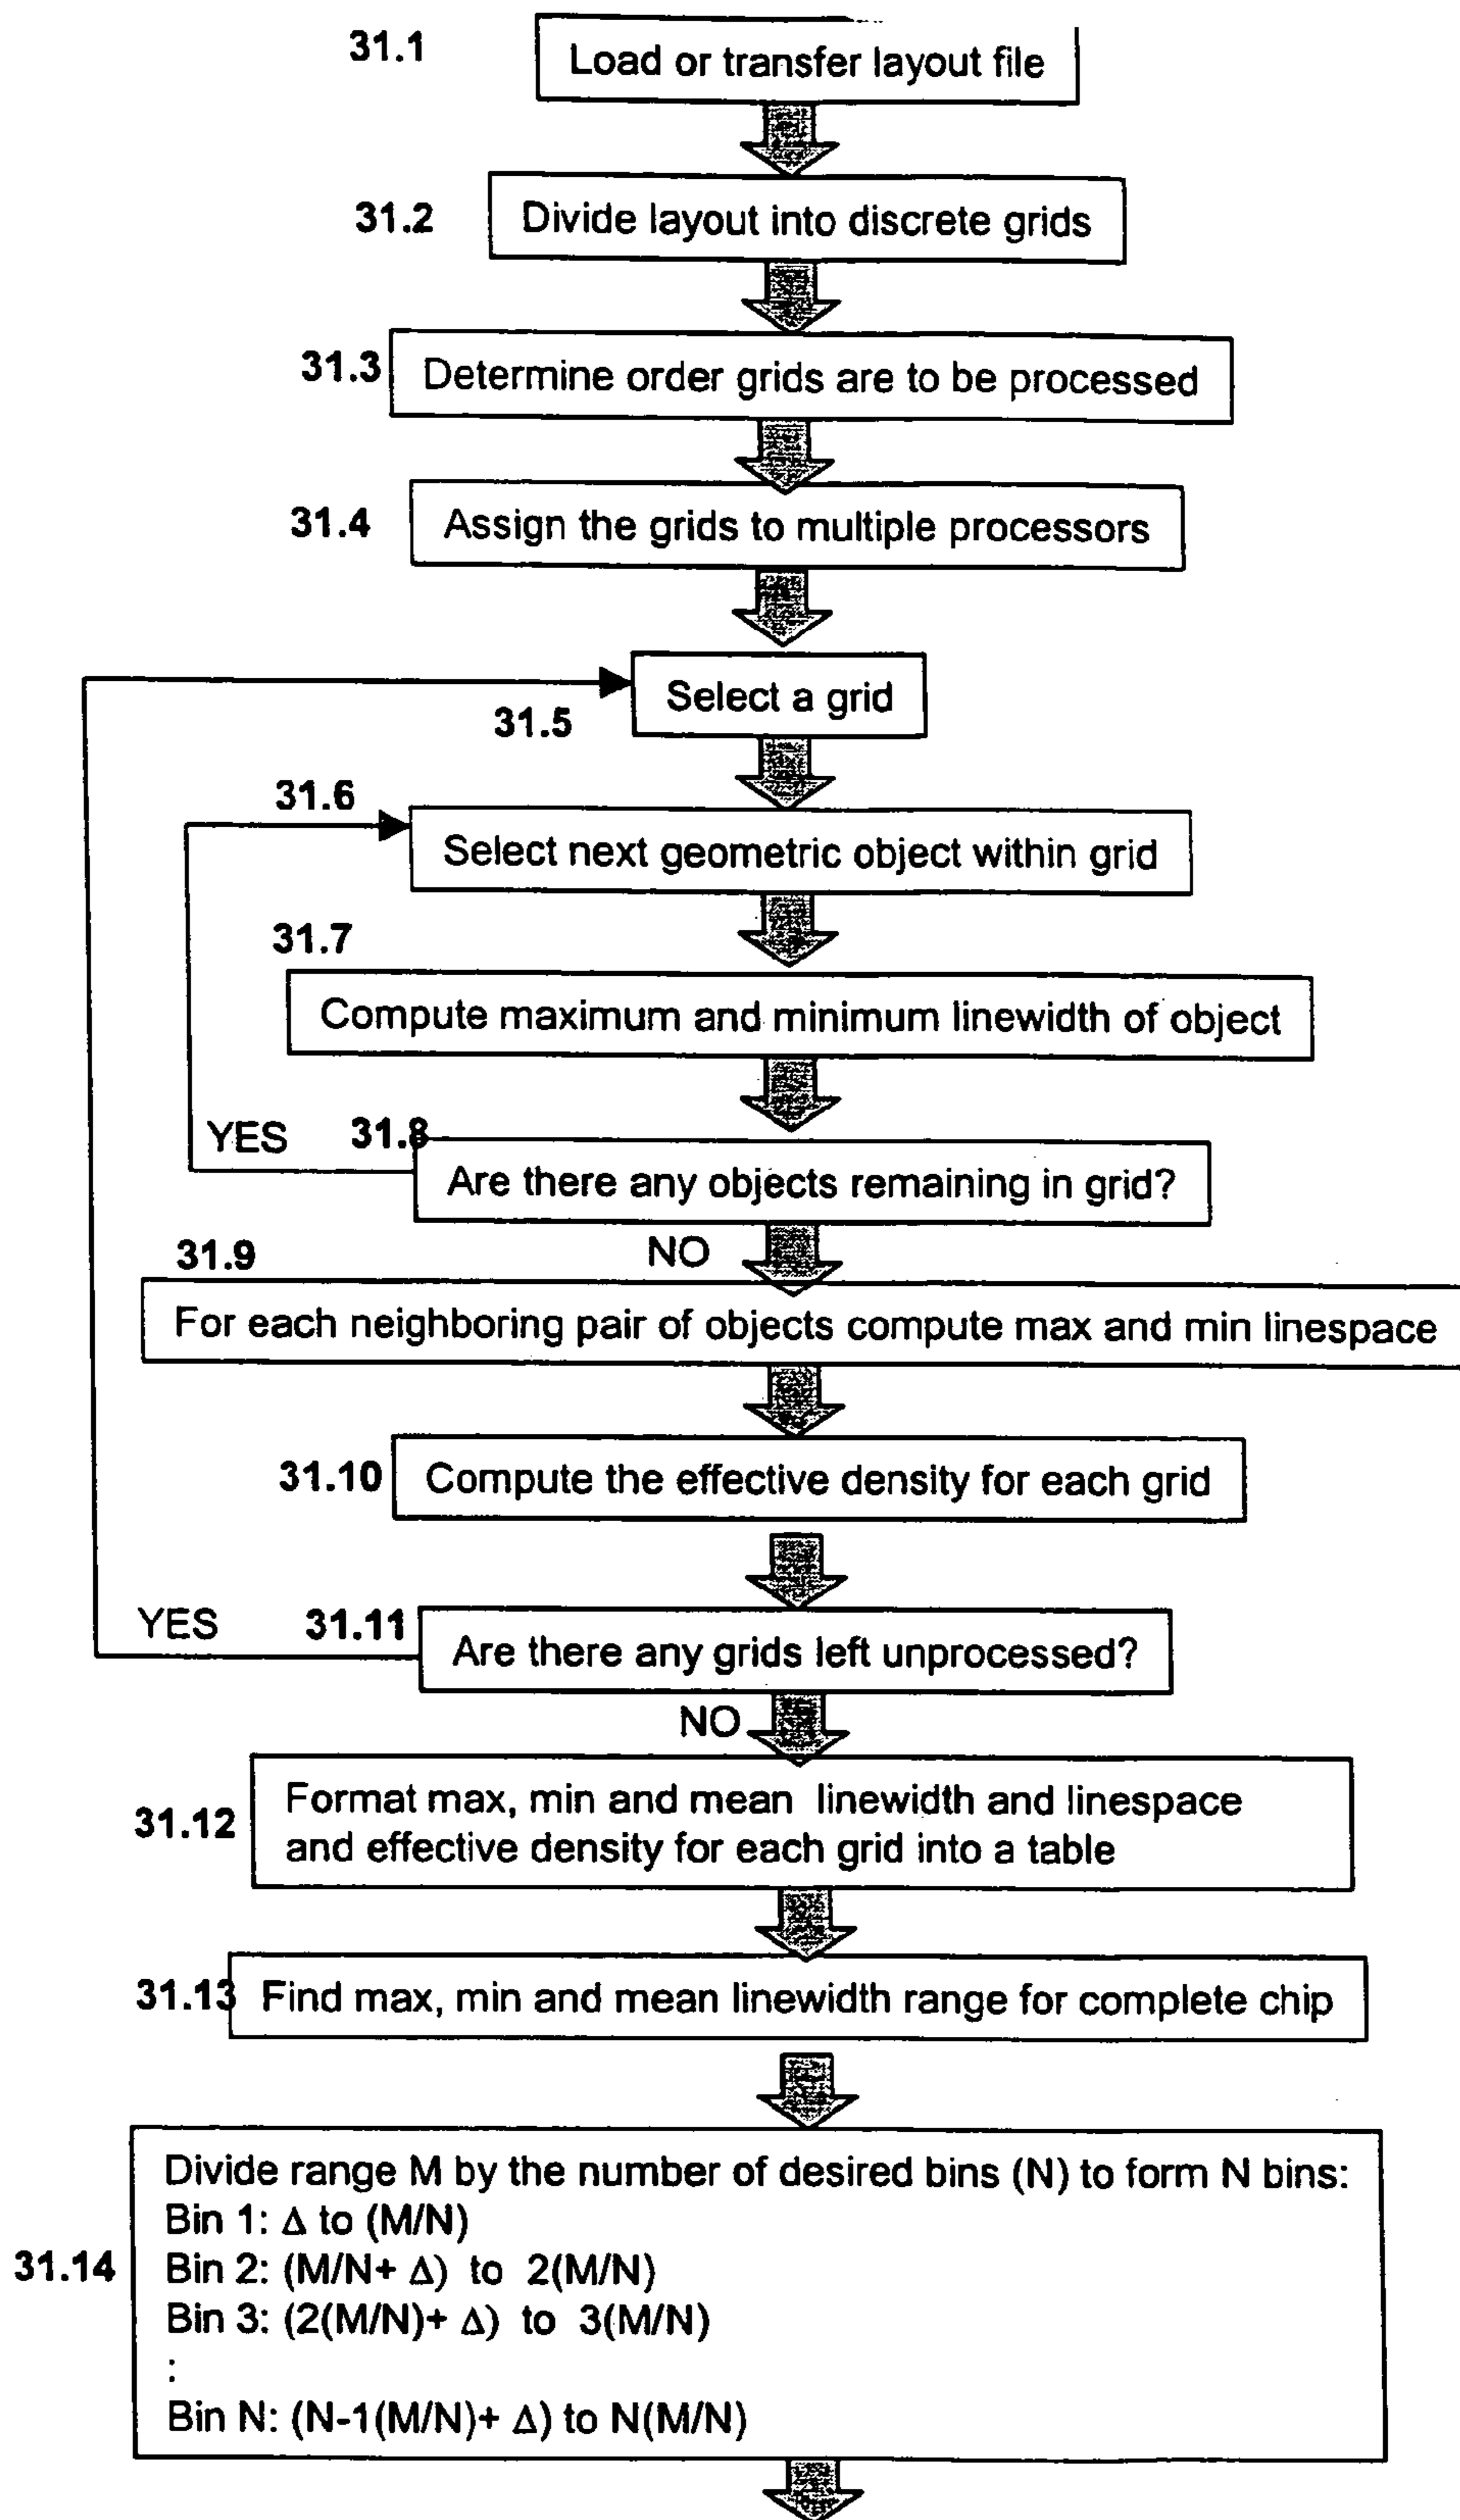 31.1
Load or transfer layout file
31.2
Divide layout into discrete grids
31.3
Determine order grids are to be processed
31.4
Assign the grids to multiple processors
Select a grid
31.5
31.6
Select next geometric object within grid
31.7
Compute maximum and minimum linewidth of object
YES
31.8
Are there any objects remaining in grid?
NO
31.9
For each neighboring pair of objects compute max and min linespace
31.10
Compute the effective density for each grid
YES
31.11
Are there any grids left unprocessed?
NO
31.12
Format max, min and mean linewidth and linespace
and effective density for each grid into a table
31.13
Find max, min and mean linewidth range for complete chip
31.14
Divide range M by the number of desired bins (N) to form N bins:
Bin 1: Δ to (M/N)
Bin 2: (M/N+ Δ) to 2(M/N)
Bin 3: (2(M/N)+ Δ) to 3(M/N)
:
Bin N: (N-1(M/N)+ Δ) to N(M/N)